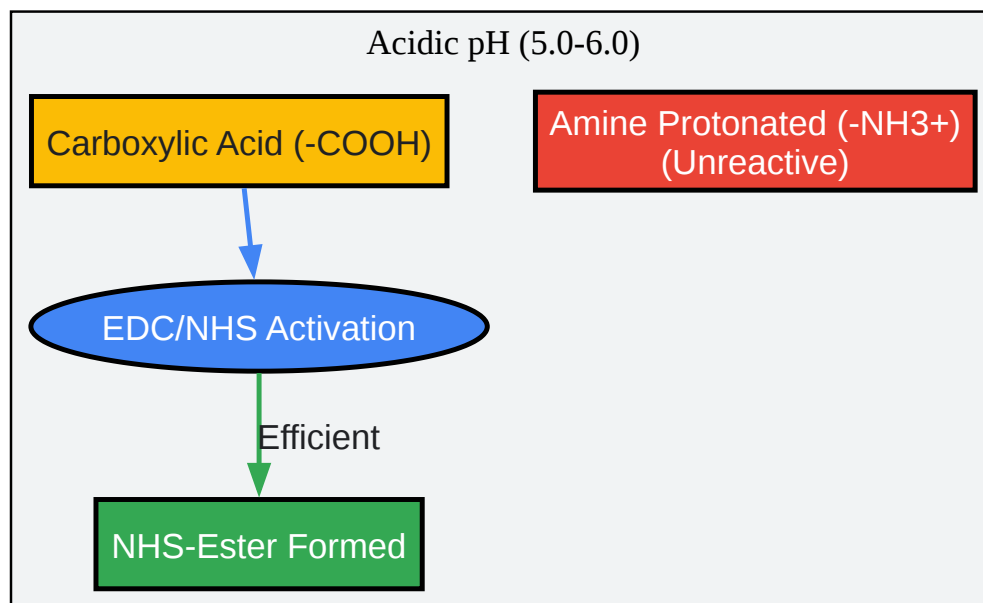 Acidic pH (5.0-6.0)
Carboxylic Acid (-COOH)
Amine Protonated (-NH3+)
(Unreactive)
EDC/NHS Activation
Efficient
NHS-Ester Formed